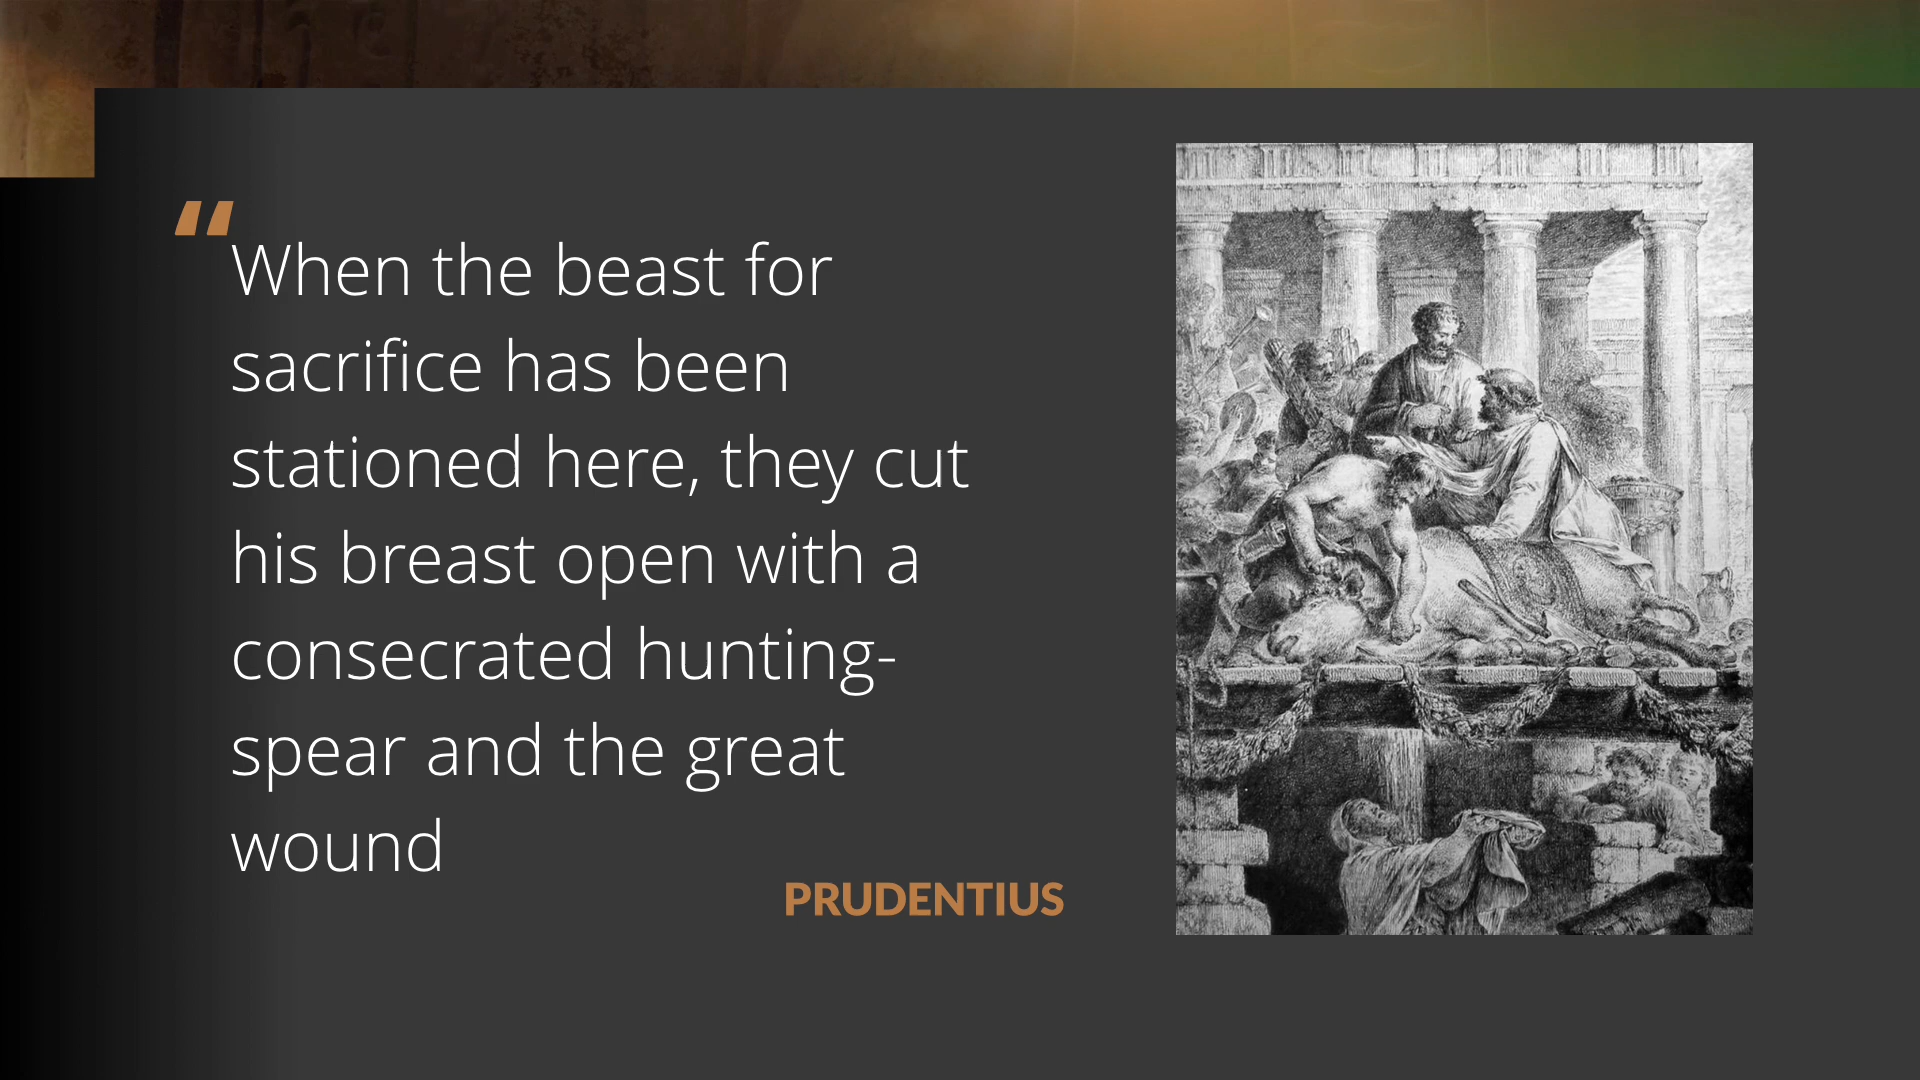 “When the beast for
sacrifice has been
stationed here, they cut
his breast open with a
consecrated hunting-
spear and the great
wound
PRUDENTIUS